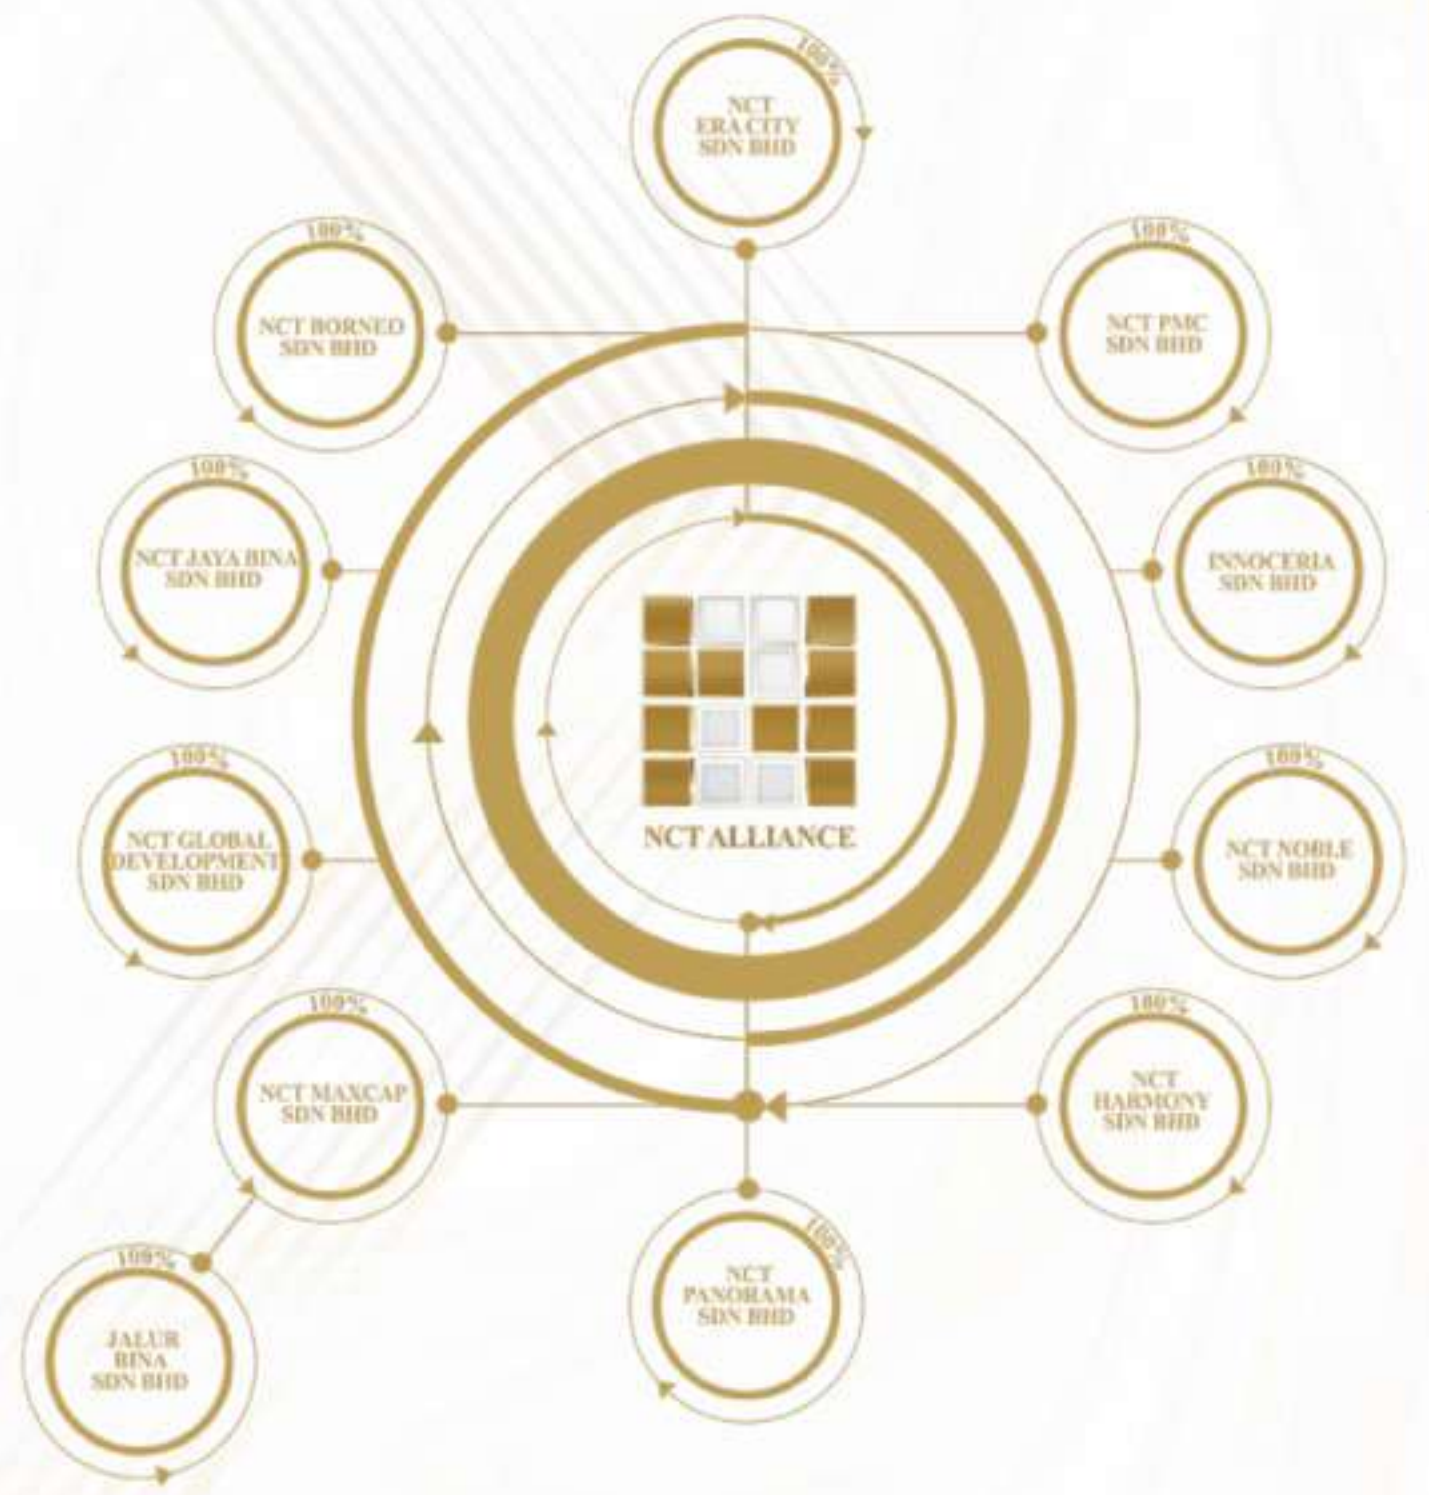 100%
NCT
ERA CITY
SDN BHD
100%
NCT BORNEO
SDN BHD
100%
NCT PMC
SDN BHD
100%
NCT JAYA BINA
SDN BHD
100%
INNOCERIA
SDN BHD
NCT ALLIANCE
100%
NCT GLOBAL
DEVELOPMENT
SDN BHD
100%
NCT NOBLE
SDN BHD
100%
NCT MAXCAP
SDN BHD
100%
NCT
HARMONY
SDN BHD
100%
JALUR
BINA
SDN BHD
100%
NCT
PANORAMA
SDN BHD